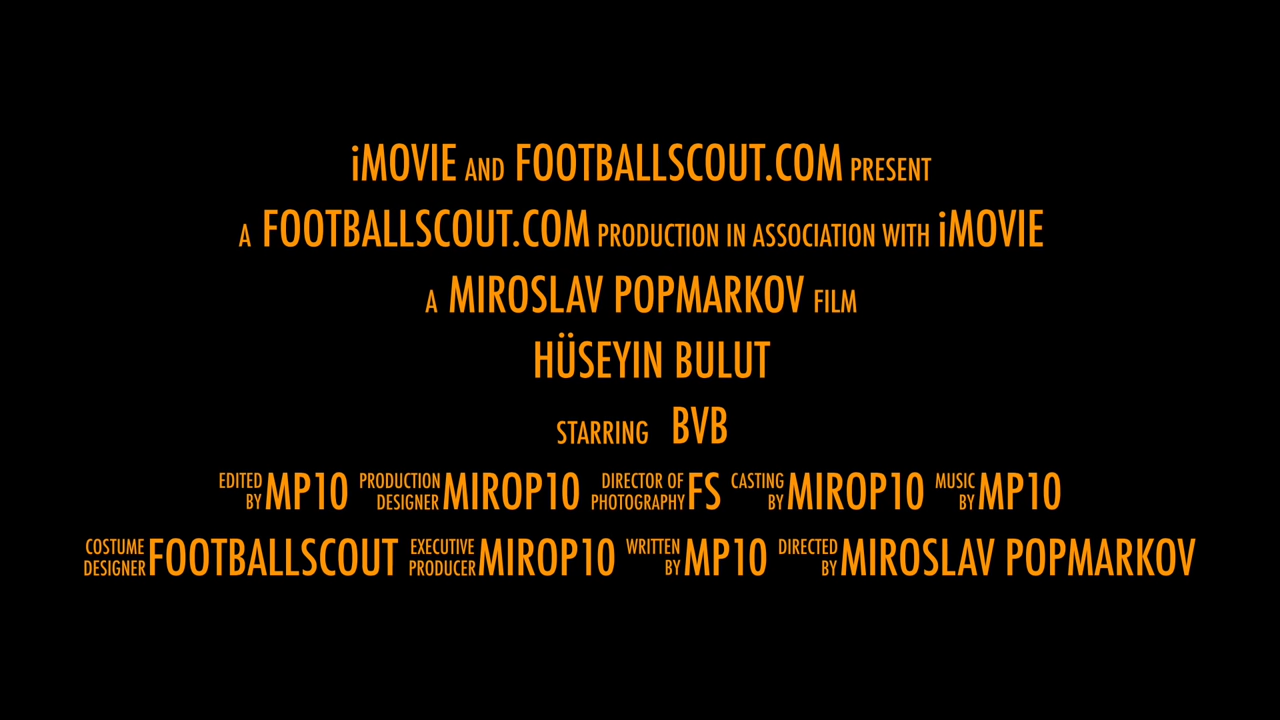 iMOVIE AND FOOTBALLSCOUT.COM PRESENT
A FOOTBALLSCOUT.COM PRODUCTION IN ASSOCIATION WITH iMOVIE
A MIROSLAV POPMARKOV FILM
HÜSEYIN BULUT
STARRING BVB
EDITED BY MP10 PRODUCTION DESIGNER MIROP10 DIRECTOR OF PHOTOGRAPHY FS CASTING BY MIROP10 MUSIC BY MP10
COSTUME DESIGNER FOOTBALLSCOUT EXECUTIVE PRODUCER MIROP10 WRITTEN BY MP10 DIRECTED BY MIROSLAV POPMARKOV